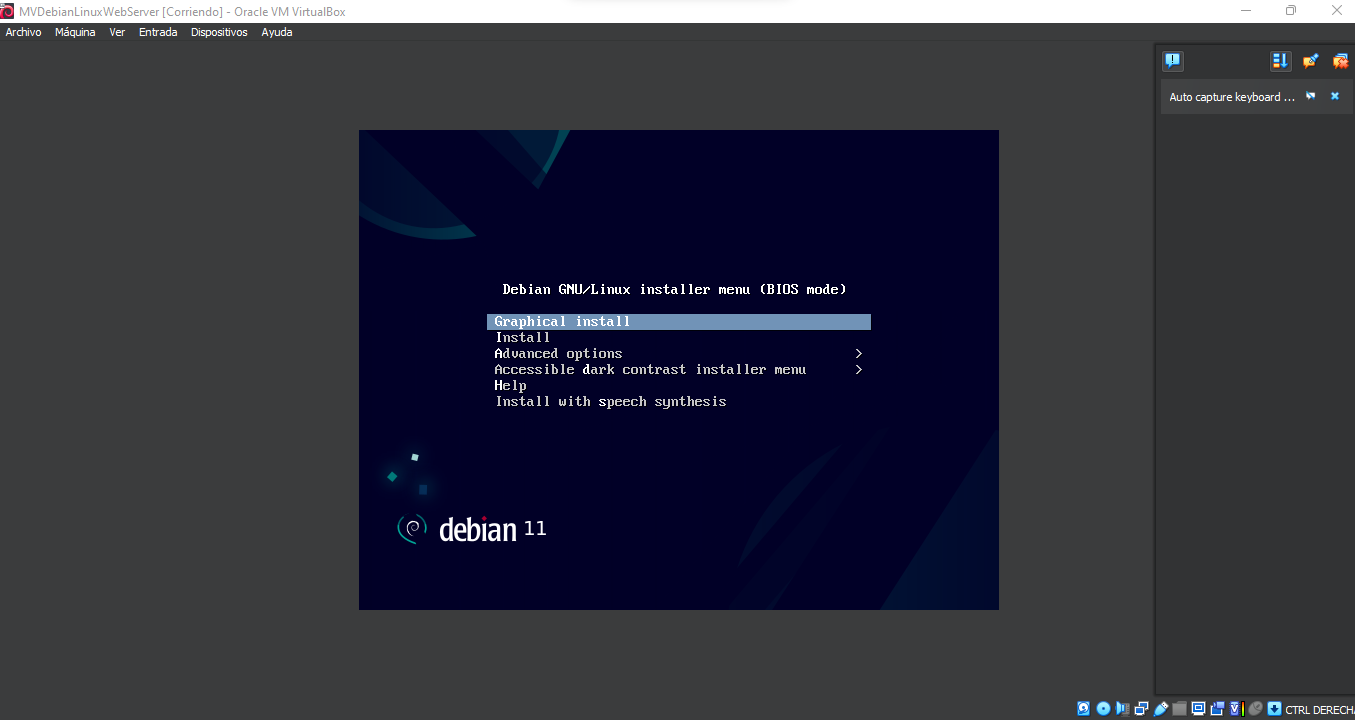 MVDebianLinuxWebServer [Corriendo] - Oracle VM VirtualBox
Archivo Máquina Ver Entrada Dispositivos Ayuda
Auto capture keyboard ...
Debian GNU/Linux installer menu (BIOS mode)
Graphical install
Install
Advanced options >
Accessible dark contrast installer menu >
Help
Install with speech synthesis
debian 11
CTRL DERECHA